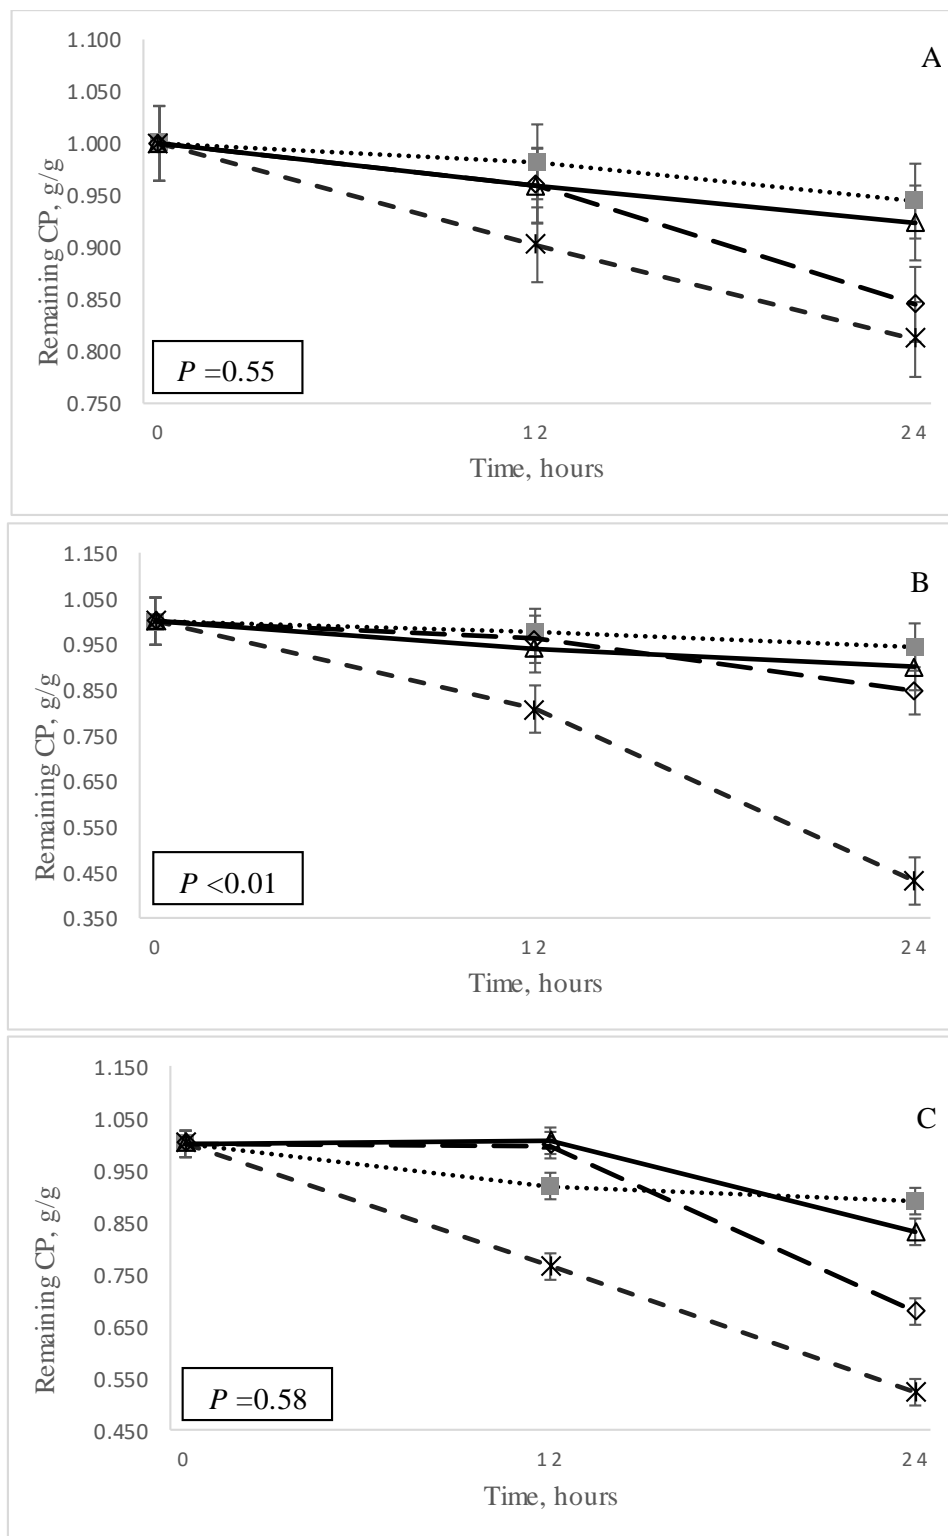 A
1.100
1.050
1.000
0.950
0.900
0.850
0.800
0.750
Remaining CP, g/g
P =0.55
0 12 24
Time, hours
B
1.150
1.050
0.950
0.850
0.750
0.650
0.550
0.450
0.350
Remaining CP, g/g
P <0.01
0 12 24
Time, hours
C
1.150
1.050
0.950
0.850
0.750
0.650
0.550
0.450
Remaining CP, g/g
P =0.58
0 12 24
Time, hours